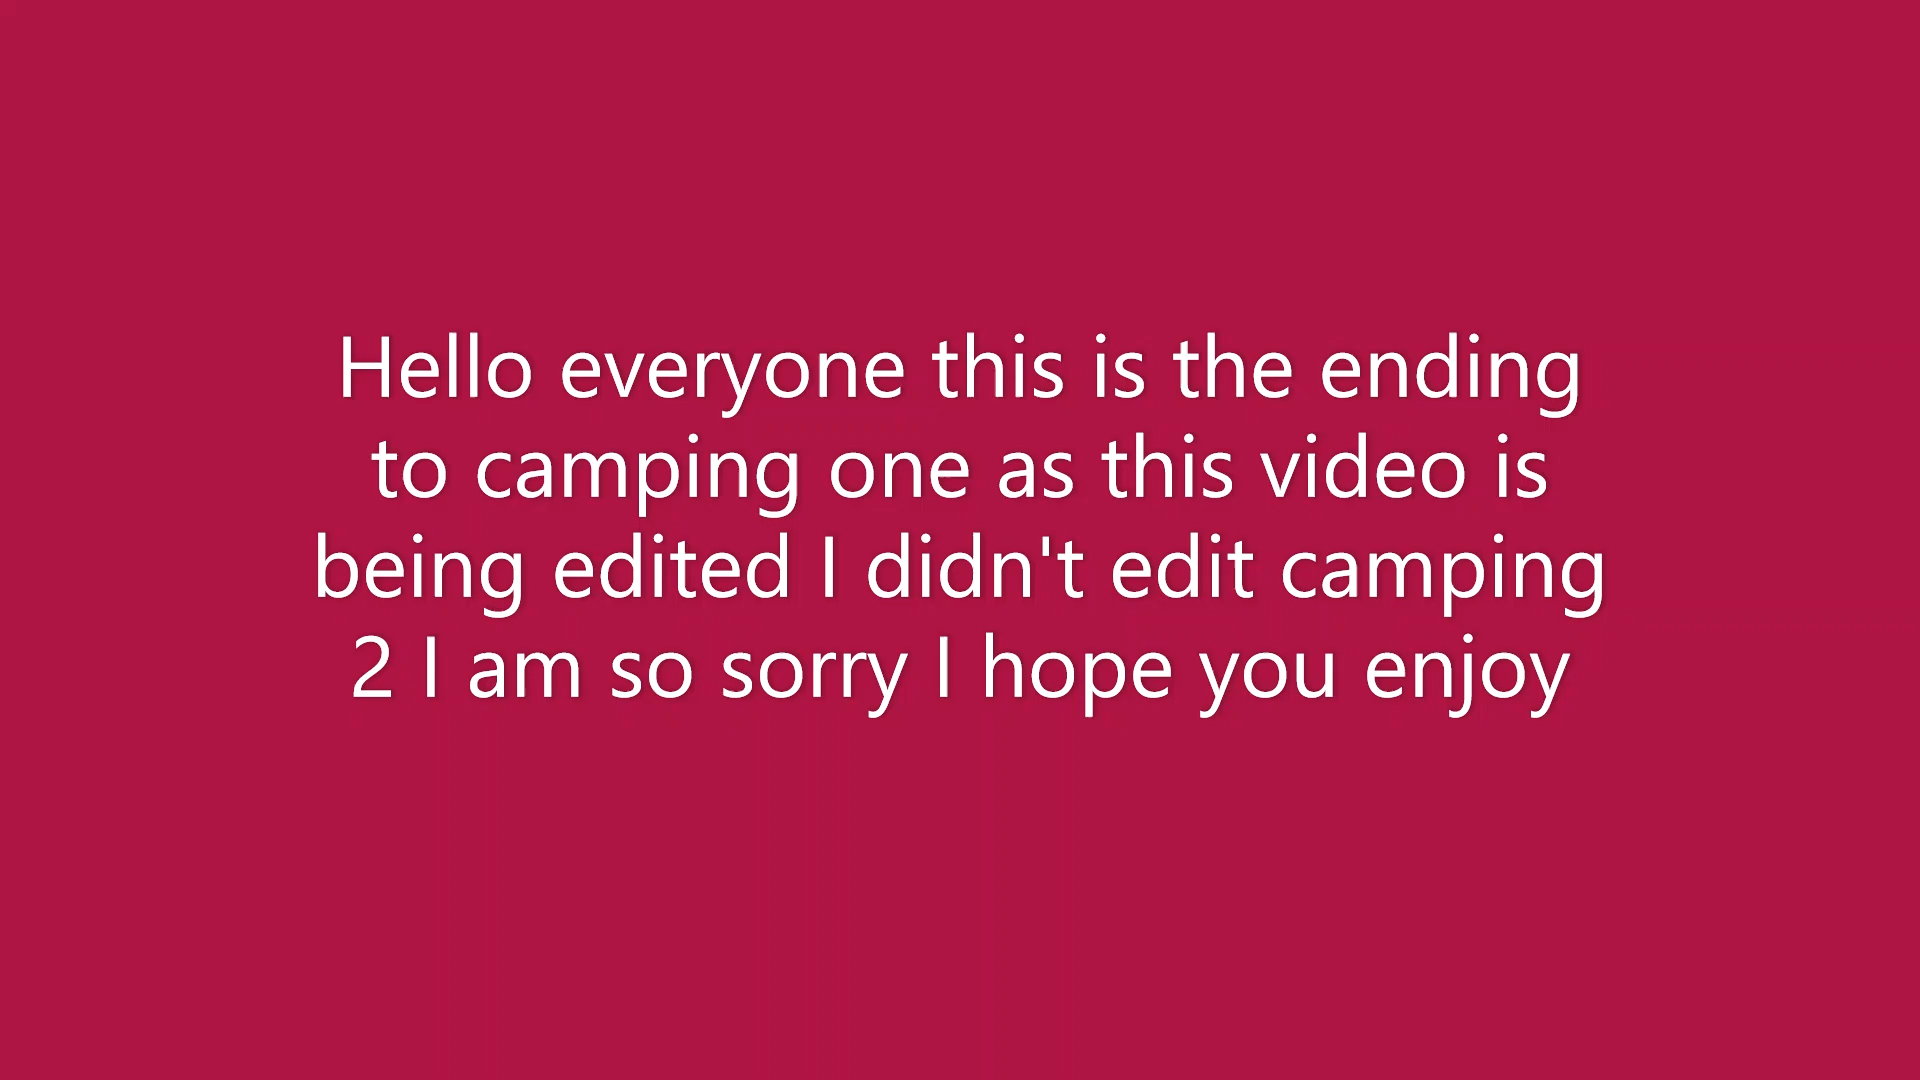 Hello everyone this is the ending
to camping one as this video is
being edited I didn't edit camping
2 I am so sorry I hope you enjoy